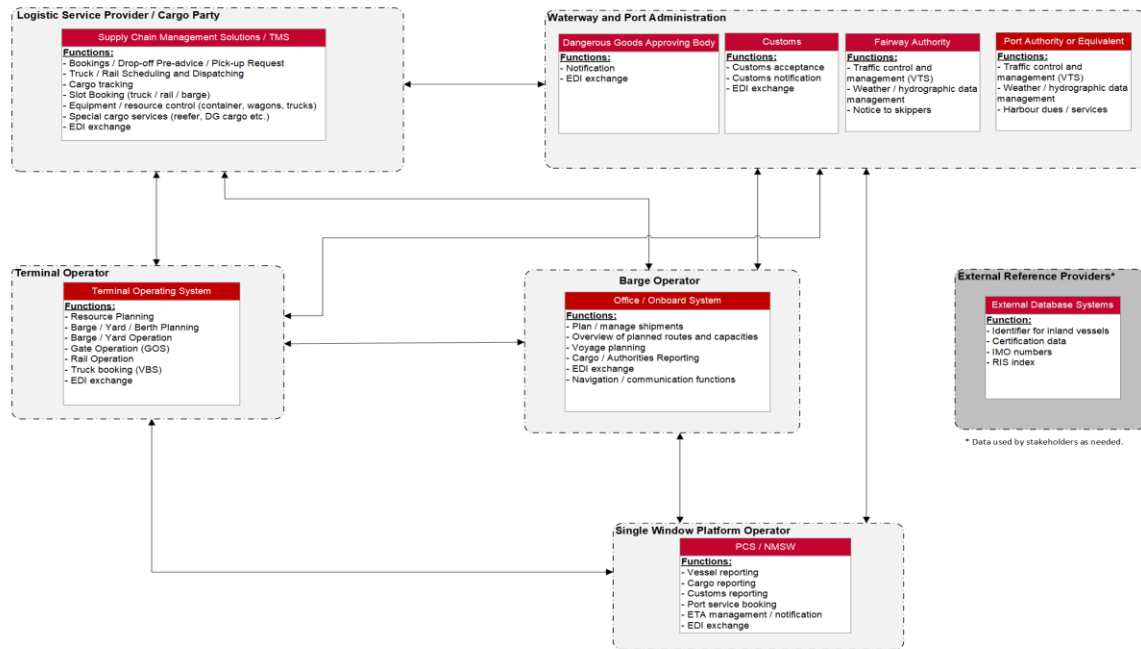 Logistic Service Provider / Cargo Party
Supply Chain Management Solutions / TMS
Functions:
- Bookings / Drop-off Pre-advice / Pick-up Request
- Truck / Rail Scheduling and Dispatching
- Cargo tracking
- Slot Booking (truck / rail / barge)
- Equipment / resource control (container, wagons, trucks)
- Special cargo services (reefer, DG cargo etc.)
- EDI exchange
Waterway and Port Administration
Dangerous Goods Approving Body
Functions:
- Notification
- EDI exchange
Customs
Functions:
- Customs acceptance
- Customs notification
- EDI exchange
Fairway Authority
Functions:
- Traffic control and
management (VTS)
- Weather / hydrographic data
management
- Notice to skippers
Port Authority or Equivalent
Functions:
- Traffic control and
management (VTS)
- Weather / hydrographic data
management
- Harbour dues / services
Terminal Operator
Terminal Operating System
Functions:
- Resource Planning
- Barge / Yard / Berth Planning
- Barge / Yard Operation
- Gate Operation (GOS)
- Rail Operation
- Truck booking (VBS)
- EDI exchange
Barge Operator
Office / Onboard System
Functions:
- Plan / manage shipments
- Overview of planned routes and capacities
- Voyage planning
- Cargo / Authorities Reporting
- EDI exchange
- Navigation / communication functions
External Reference Providers*
External Database Systems
Function:
- Identifier for inland vessels
- Certification data
- IMO numbers
- RIS index
* Data used by stakeholders as needed.
Single Window Platform Operator
PCS / NMSW
Functions:
- Vessel reporting
- Cargo reporting
- Customs reporting
- Port service booking
- ETA management / notification
- EDI exchange